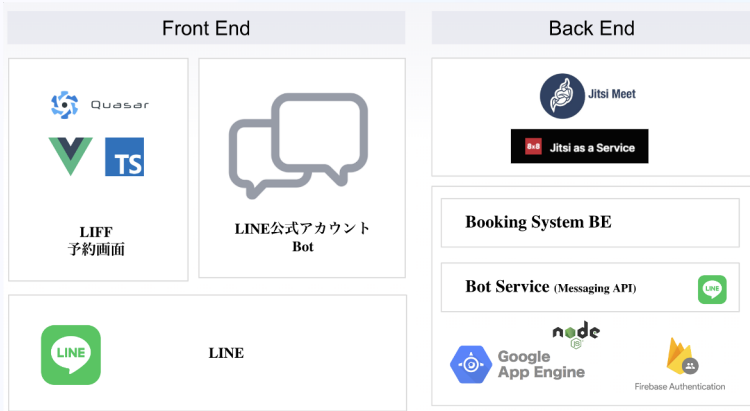 Front End
Back End
Quasar
TS
LIFF
予約画面
LINE公式アカウント
Bot
LINE
LINE
Jitsi Meet
8x8 Jitsi as a Service
Booking System BE
Bot Service (Messaging API)
LINE
node
JS
Google
App Engine
Firebase Authentication